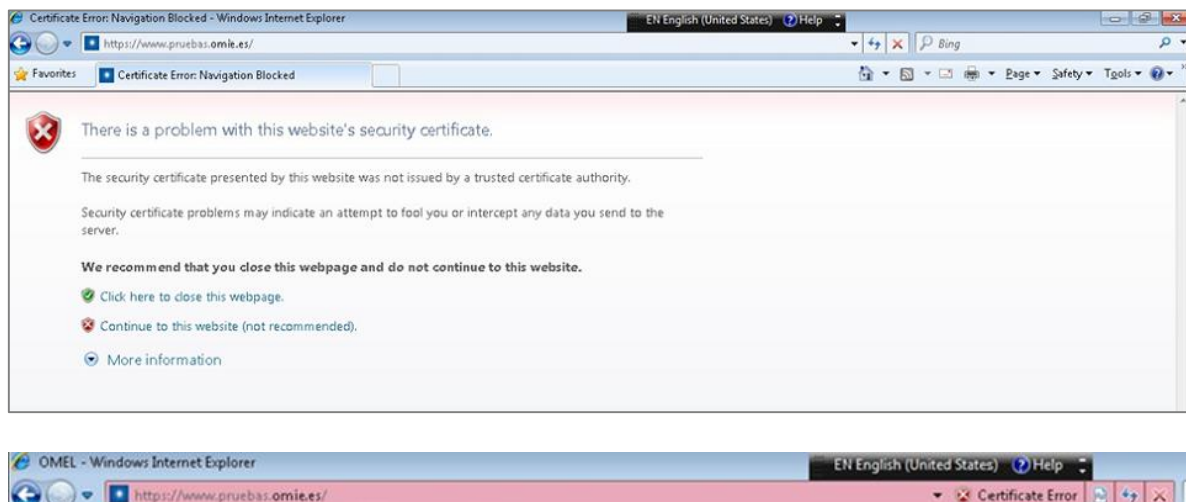 Certificate Error: Navigation Blocked - Windows Internet Explorer
EN English (United States) Help
https://www.pruebas.omie.es/
Bing
Favorites
Certificate Error: Navigation Blocked
Page Safety Tools
There is a problem with this website's security certificate.
The security certificate presented by this website was not issued by a trusted certificate authority.
Security certificate problems may indicate an attempt to fool you or intercept any data you send to the
server.
We recommend that you close this webpage and do not continue to this website.
Click here to close this webpage.
Continue to this website (not recommended).
More information
OMEL - Windows Internet Explorer
EN English (United States) Help
https://www.pruebas.omie.es/
Certificate Error